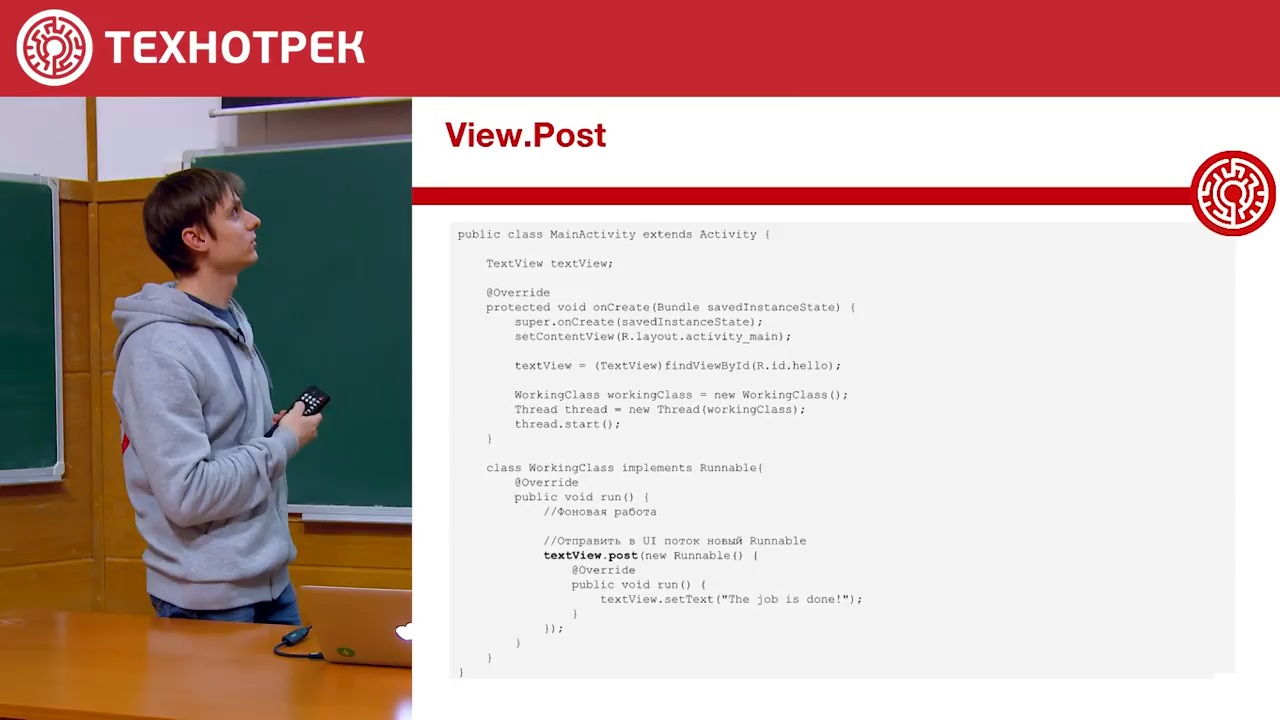 ТЕХНОТРЕК
View.Post
public class MainActivity extends Activity {
TextView textView;
@Override
protected void onCreate(Bundle savedInstanceState) {
super.onCreate(savedInstanceState);
setContentView(R.layout.activity_main);
textView = (TextView)findViewById(R.id.hello);
WorkingClass workingClass = new WorkingClass();
Thread thread = new Thread(workingClass);
thread.start();
}
class WorkingClass implements Runnable{
@Override
public void run() {
//Фоновая работа
//Отправить в UI поток новый Runnable
textView.post(new Runnable() {
@Override
public void run() {
textView.setText("The job is done!");
}
});
}
}
}